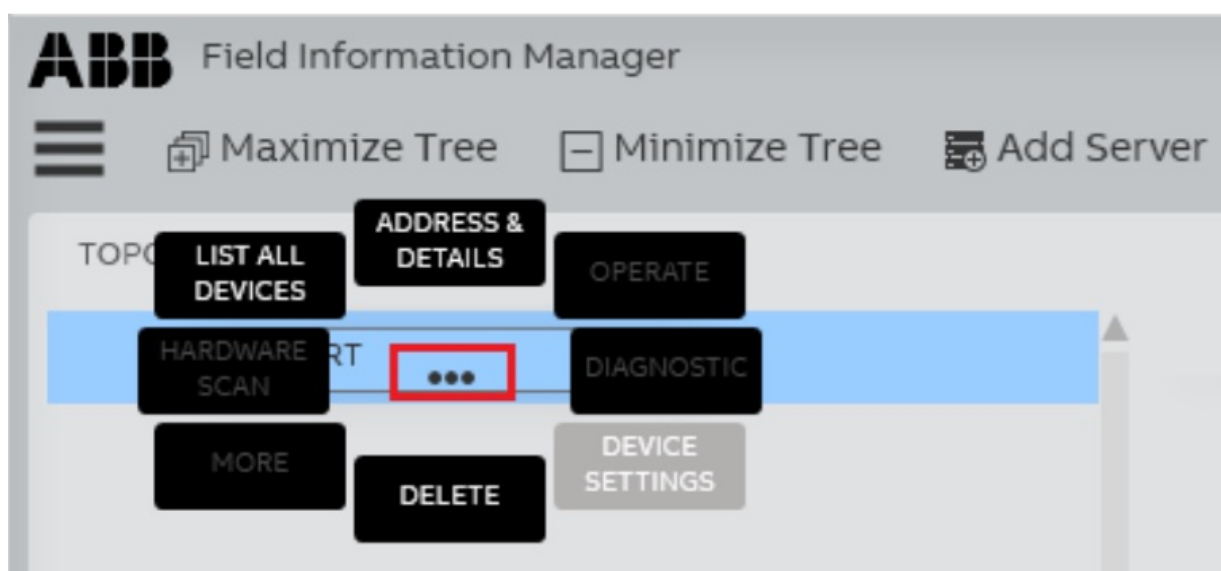 ABB Field Information Manager
Maximize Tree Minimize Tree Add Server
ADDRESS &
DETAILS
TOPO
LIST ALL
DEVICES
OPERATE
HARDWARE
SCAN
RT
DIAGNOSTIC
MORE
DELETE
DEVICE
SETTINGS